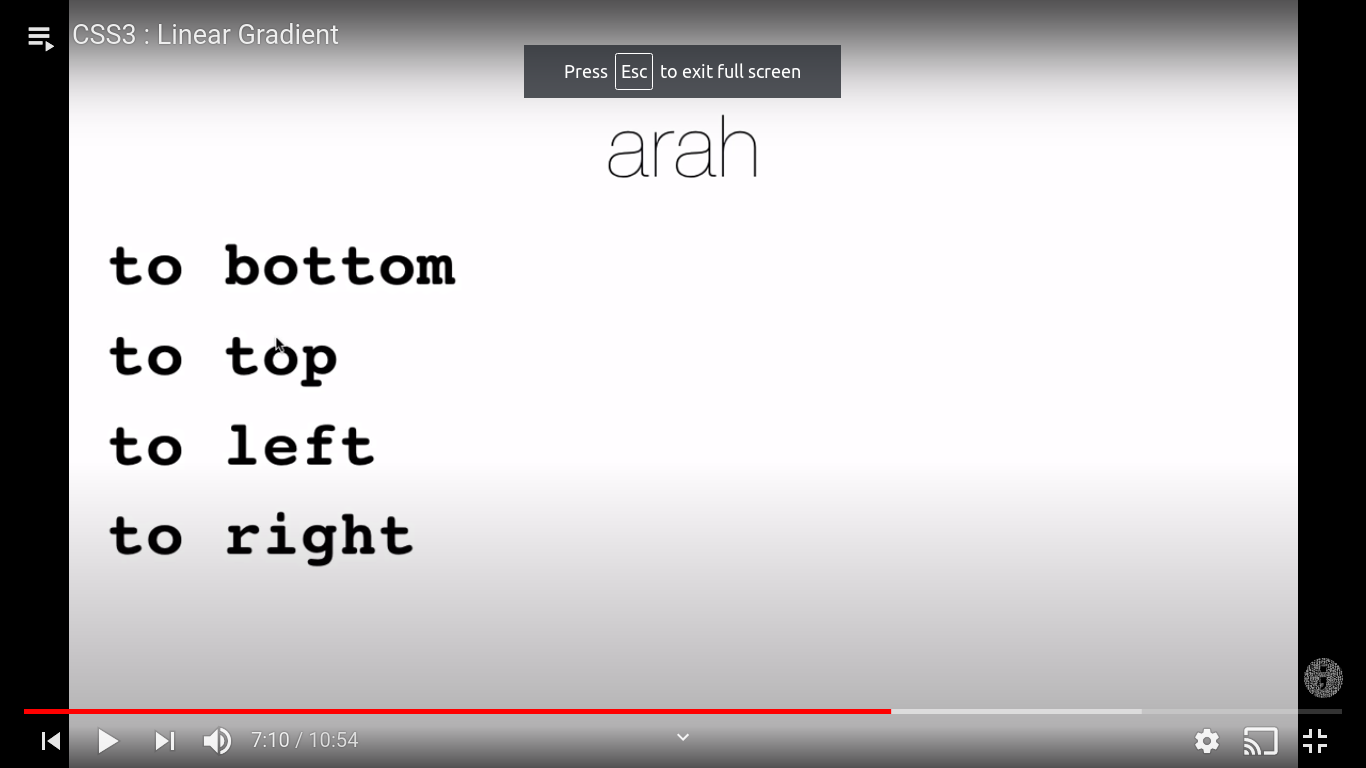 CSS3 : Linear Gradient
Press Esc to exit full screen
arah
to bottom
to top
to left
to right
7:10 / 10:54